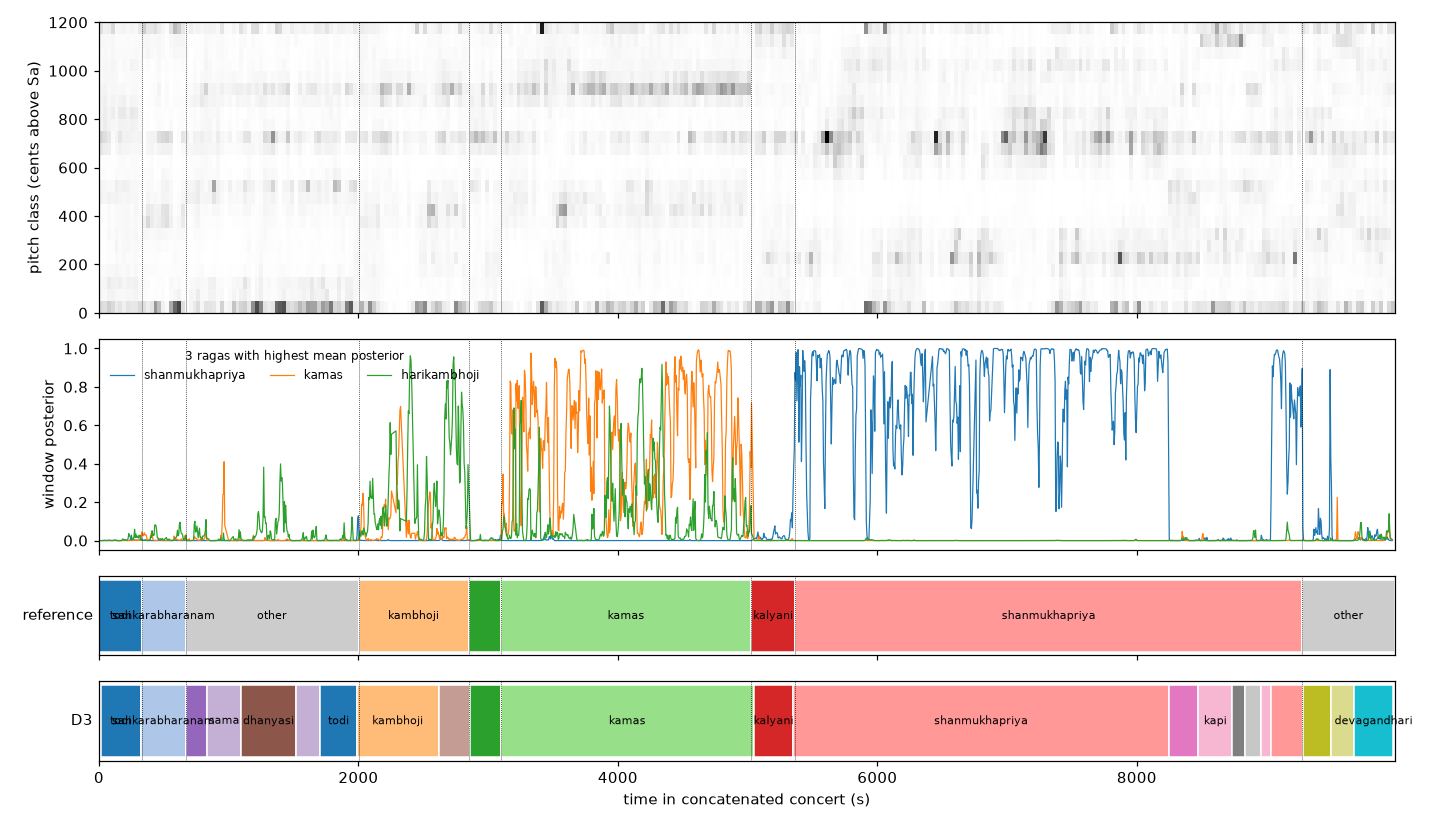 1200
1000
800
600
400
200
0
pitch class (cents above Sa)
1.0
0.8
0.6
0.4
0.2
0.0
window posterior
3 ragas with highest mean posterior
shanmukhapriya kamas harikambhoji
reference
todi sankarabharanam other kambhoji kamas kalyani shanmukhapriya other
D3
todi sankarabharanam sama dhanyasi todi kambhoji kamas kalyani shanmukhapriya kapi devagandhari
0 2000 4000 6000 8000
time in concatenated concert (s)